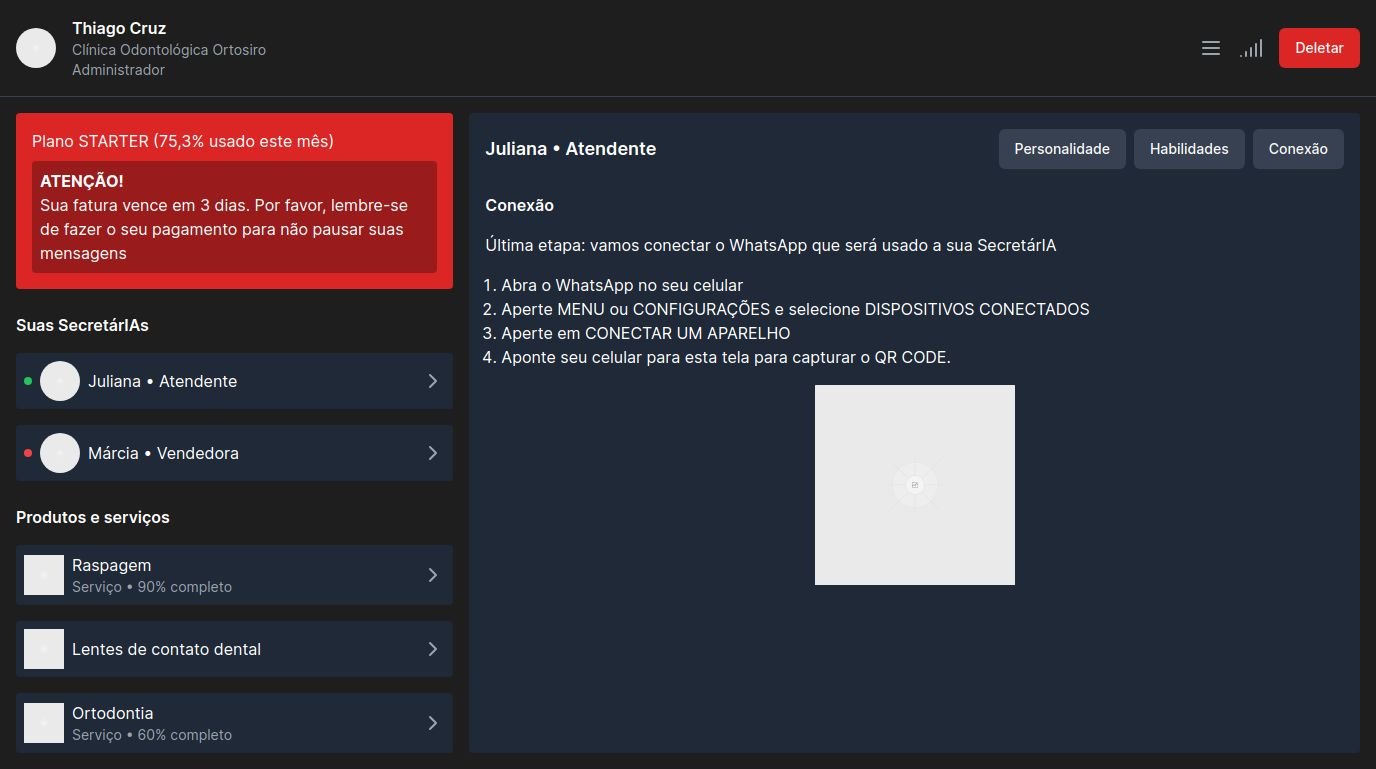 Thiago Cruz
Clínica Odontológica Ortosiro
Administrador
Deletar
Plano STARTER (75,3% usado este mês)
ATENÇÃO!
Sua fatura vence em 3 dias. Por favor, lembre-se
de fazer o seu pagamento para não pausar suas
mensagens
Suas SecretárIAs
Juliana • Atendente
Márcia • Vendedora
Produtos e serviços
Raspagem
Serviço • 90% completo
Lentes de contato dental
Ortodontia
Serviço • 60% completo
Juliana • Atendente
Personalidade
Habilidades
Conexão
Conexão
Última etapa: vamos conectar o WhatsApp que será usado a sua SecretárIA
1. Abra o WhatsApp no seu celular
2. Aperte MENU ou CONFIGURAÇÕES e selecione DISPOSITIVOS CONECTADOS
3. Aperte em CONECTAR UM APARELHO
4. Aponte seu celular para esta tela para capturar o QR CODE.